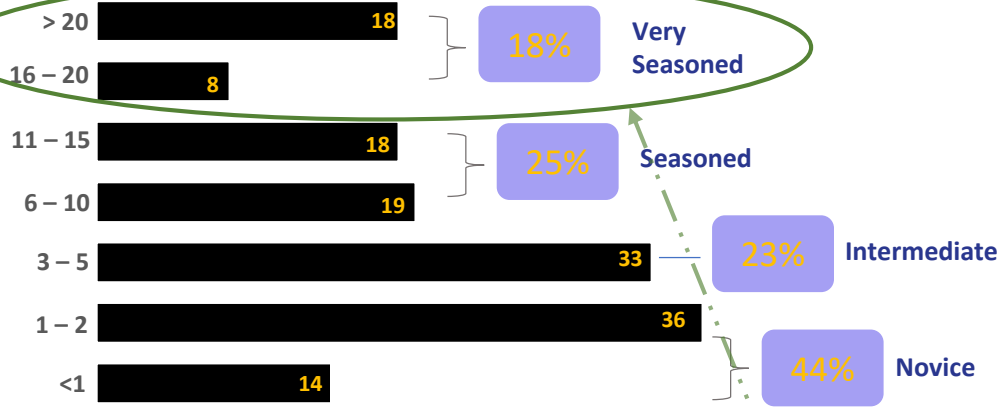 > 20
18
18%
Very
Seasoned
16 – 20
8
11 – 15
18
25%
Seasoned
6 – 10
19
3 – 5
33
23%
Intermediate
1 – 2
36
<1
14
44%
Novice